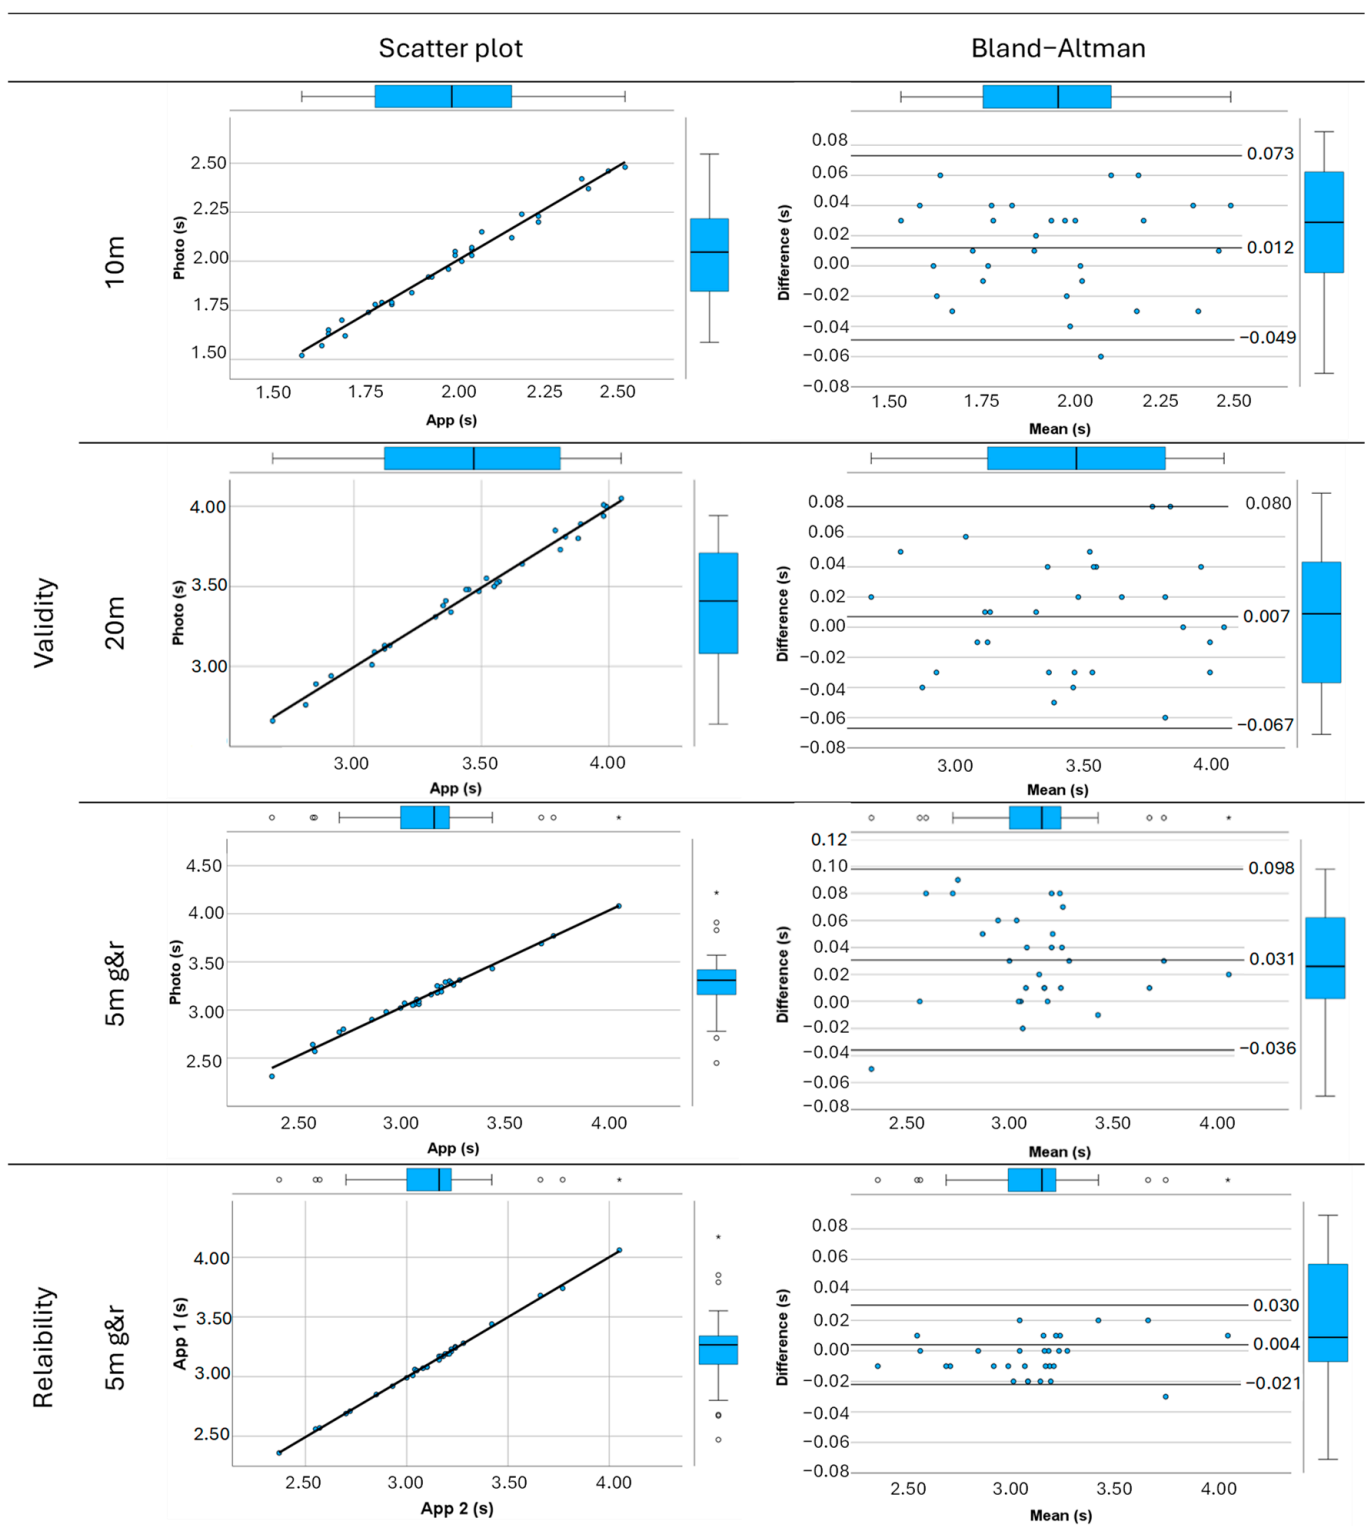 Scatter plot Bland−Altman
Validity
10m
2.50
2.25
2.00
1.75
1.50
Photo (s)
1.50 1.75 2.00 2.25 2.50
App (s)
0.08
0.06
0.04
0.02
0.00
−0.02
−0.04
−0.06
−0.08
Difference (s)
0.073
0.012
−0.049
1.50 1.75 2.00 2.25 2.50
Mean (s)
20m
4.00
3.50
3.00
Photo (s)
3.00 3.50 4.00
App (s)
0.08
0.06
0.04
0.02
0.00
−0.02
−0.04
−0.06
−0.08
Difference (s)
0.080
0.007
−0.067
3.00 3.50 4.00
Mean (s)
5m g&r
4.50
4.00
3.50
3.00
2.50
Photo (s)
2.50 3.00 3.50 4.00
App (s)
0.12
0.10
0.08
0.06
0.04
0.02
0.00
−0.02
−0.04
−0.06
−0.08
Difference (s)
0.098
0.031
−0.036
2.50 3.00 3.50 4.00
Mean (s)
Relaibility
5m g&r
4.00
3.50
3.00
2.50
App 1 (s)
2.50 3.00 3.50 4.00
App 2 (s)
0.08
0.06
0.04
0.02
0.00
−0.02
−0.04
−0.06
−0.08
Difference (s)
0.030
0.004
−0.021
2.50 3.00 3.50 4.00
Mean (s)